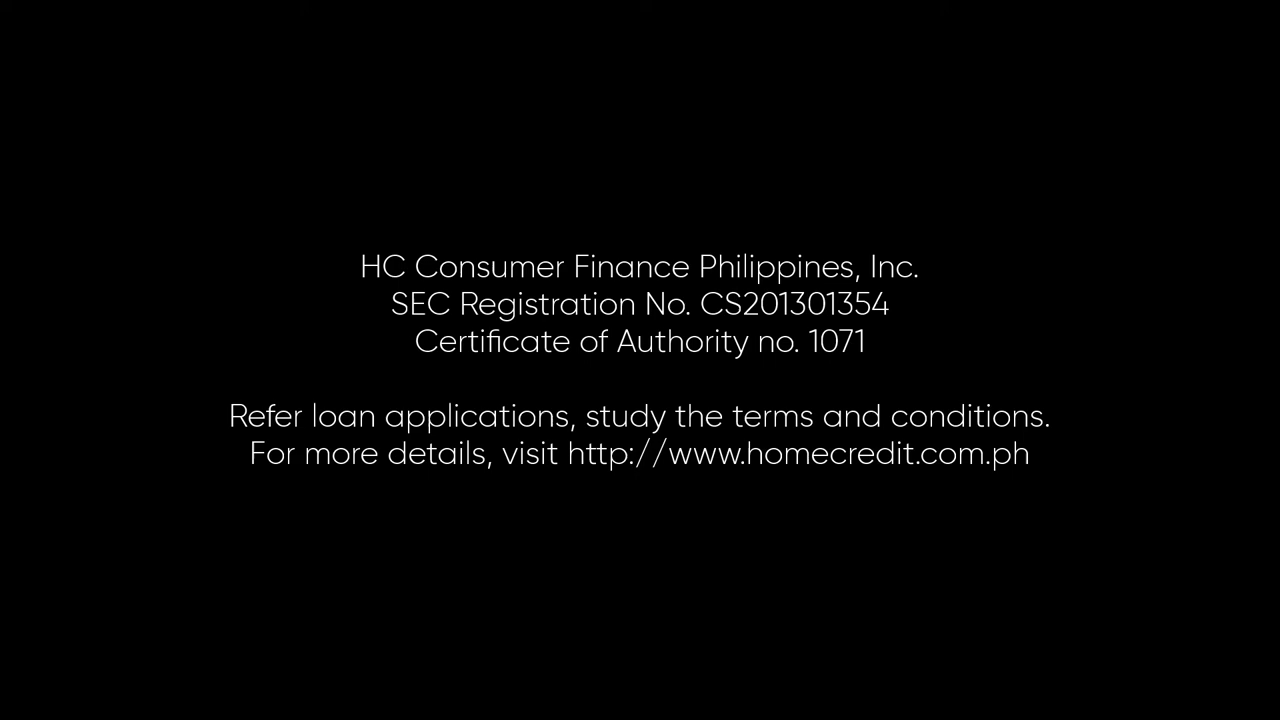 HC Consumer Finance Philippines, Inc.
SEC Registration No. CS201301354
Certificate of Authority no. 1071
Refer loan applications, study the terms and conditions.
For more details, visit http://www.homecredit.com.ph